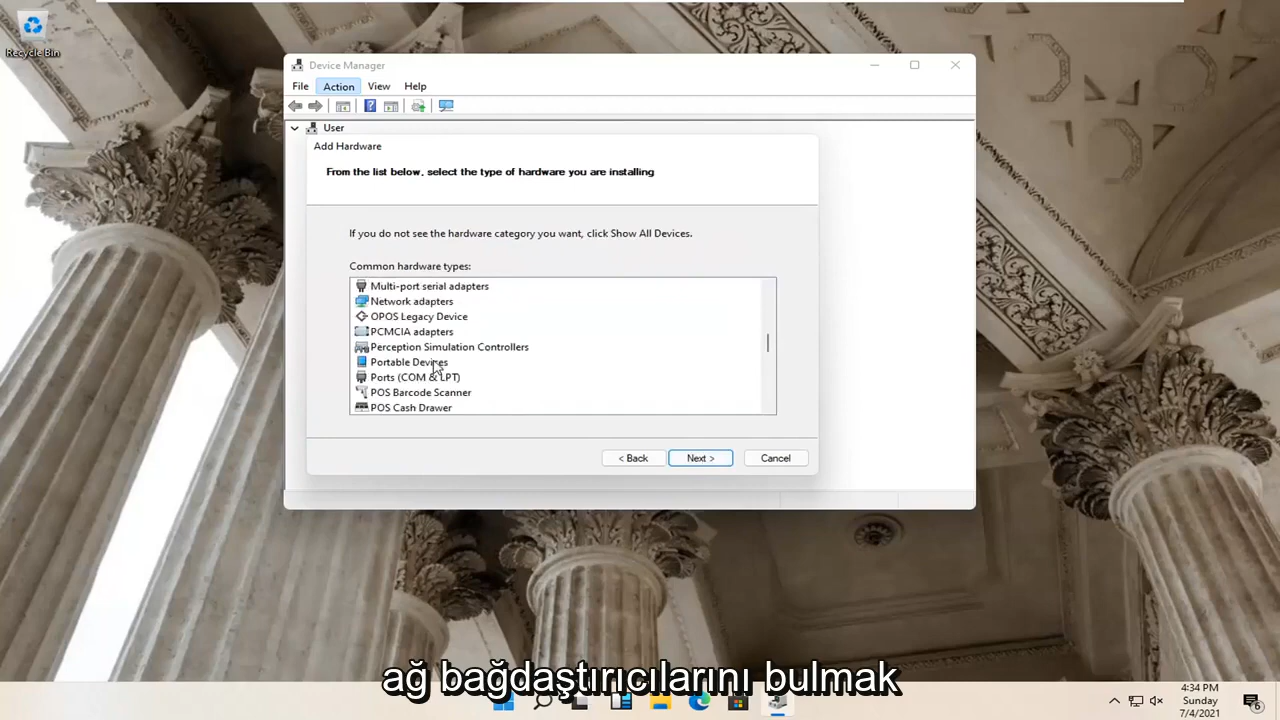 Recycle Bin
Device Manager
File Action View Help
User
Add Hardware
From the list below, select the type of hardware you are installing
If you do not see the hardware category you want, click Show All Devices.
Common hardware types:
Multi-port serial adapters
Network adapters
OPOS Legacy Device
PCMCIA adapters
Perception Simulation Controllers
Portable Devices
Ports (COM & LPT)
POS Barcode Scanner
POS Cash Drawer
< Back Next > Cancel
ağ bağdaştırıcılarını bulmak
4:34 PM
Sunday
7/4/2021
6